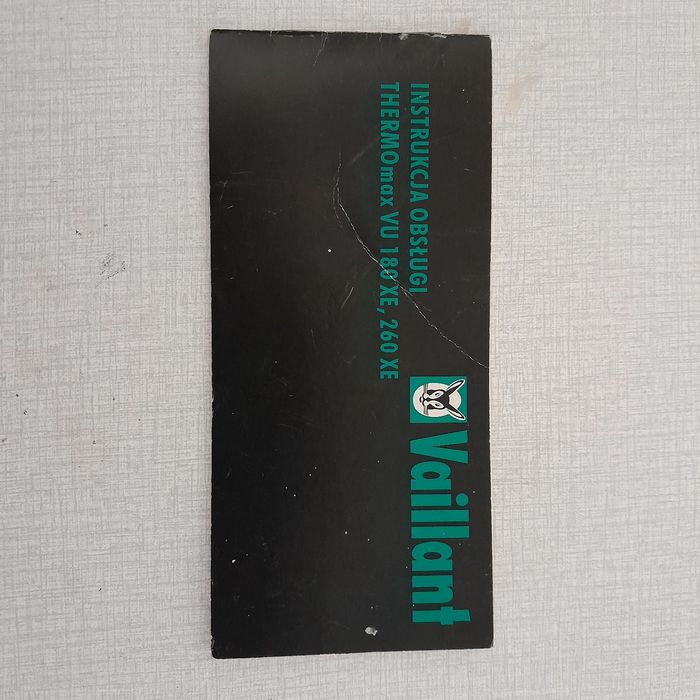 INSTRUKCJA OBSŁUGI
THERMOmax VU 180 XE, 260 XE
Vaillant